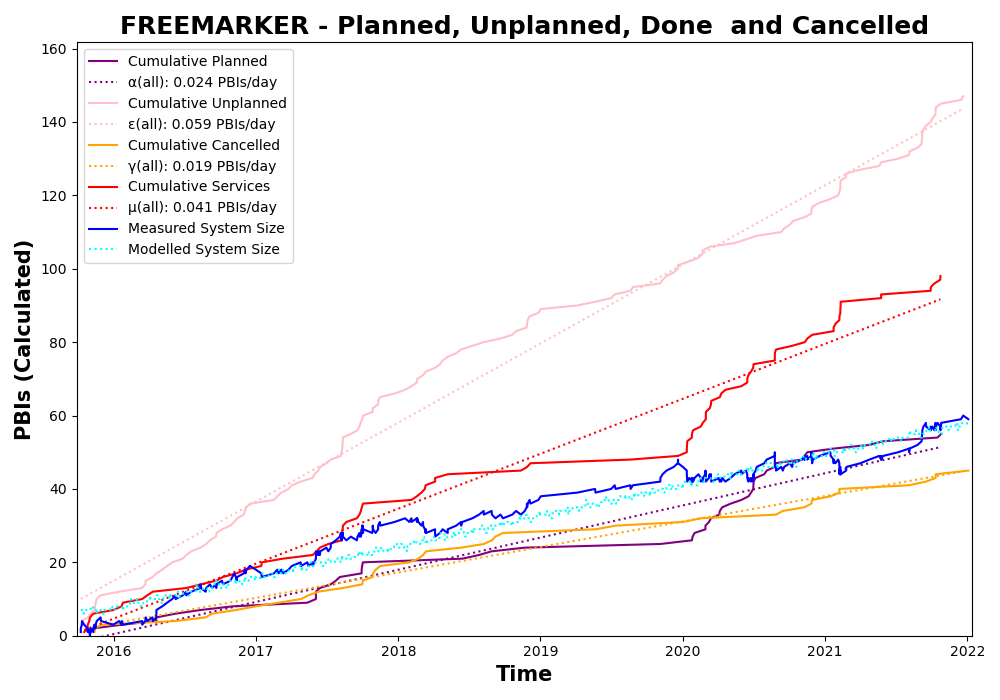 FREEMARKER - Planned, Unplanned, Done  and Cancelled
160
140
120
100
80
60
40
20
0
PBIs (Calculated)
Cumulative Planned
α(all): 0.024 PBIs/day
Cumulative Unplanned
ε(all): 0.059 PBIs/day
Cumulative Cancelled
γ(all): 0.019 PBIs/day
Cumulative Services
μ(all): 0.041 PBIs/day
Measured System Size
Modelled System Size
2016 2017 2018 2019 2020 2021 2022
Time